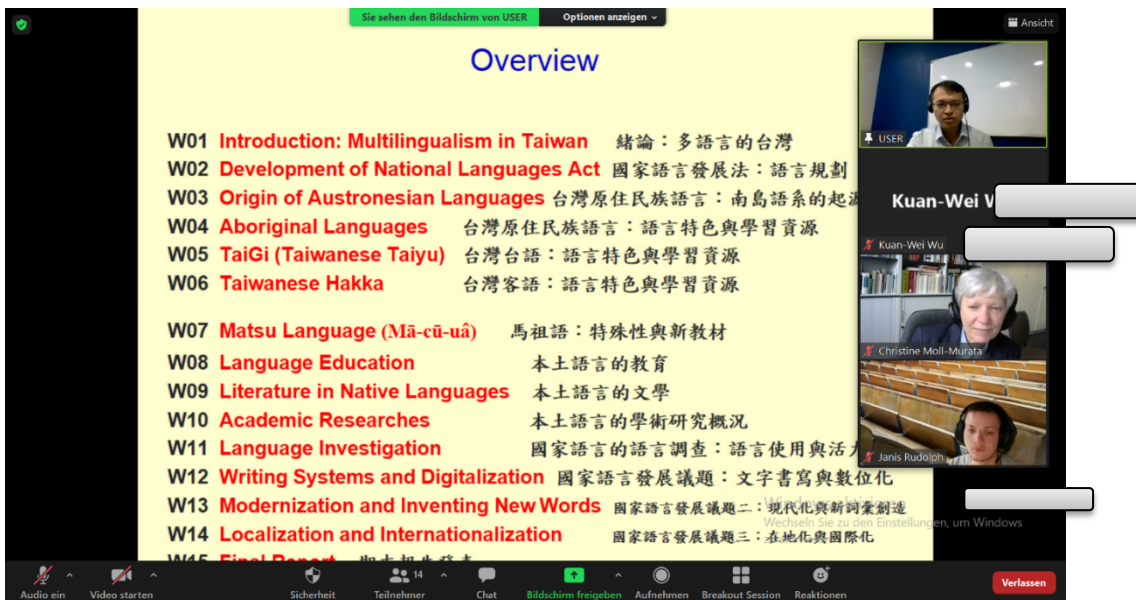 Sie sehen den Bildschirm von USER Optionen anzeigen
Ansicht
Overview
W01 Introduction: Multilingualism in Taiwan 緒論：多語言的台灣
W02 Development of National Languages Act 國家語言發展法：語言規劃
W03 Origin of Austronesian Languages 台灣原住民族語言：南島語系的起源
W04 Aboriginal Languages 台灣原住民族語言：語言特色與學習資源
W05 TaiGi (Taiwanese Taiyu) 台灣台語：語言特色與學習資源
W06 Taiwanese Hakka 台灣客語：語言特色與學習資源
W07 Matsu Language (Mā-cū-uâ) 馬祖語：特殊性與新教材
W08 Language Education 本土語言的教育
W09 Literature in Native Languages 本土語言的文學
W10 Academic Researches 本土語言的學術研究概況
W11 Language Investigation 國家語言的語言調查：語言使用與活力
W12 Writing Systems and Digitalization 國家語言發展議題：文字書寫與數位化
W13 Modernization and Inventing New Words 國家語言發展議題二：現代化與新詞彙創造
W14 Localization and Internationalization 國家語言發展議題三：在地化與國際化
W15 Final Report 期末報告發表
USER
Kuan-Wei
Kuan-Wei Wu
Christine Moll-Murata
Janis Rudolph
Windows aktivieren
Wechseln Sie zu den Einstellungen, um Windows
Audio ein Video starten Sicherheit Teilnehmer 14 Chat Bildschirm freigeben Aufnehmen Breakout Session Reaktionen Verlassen